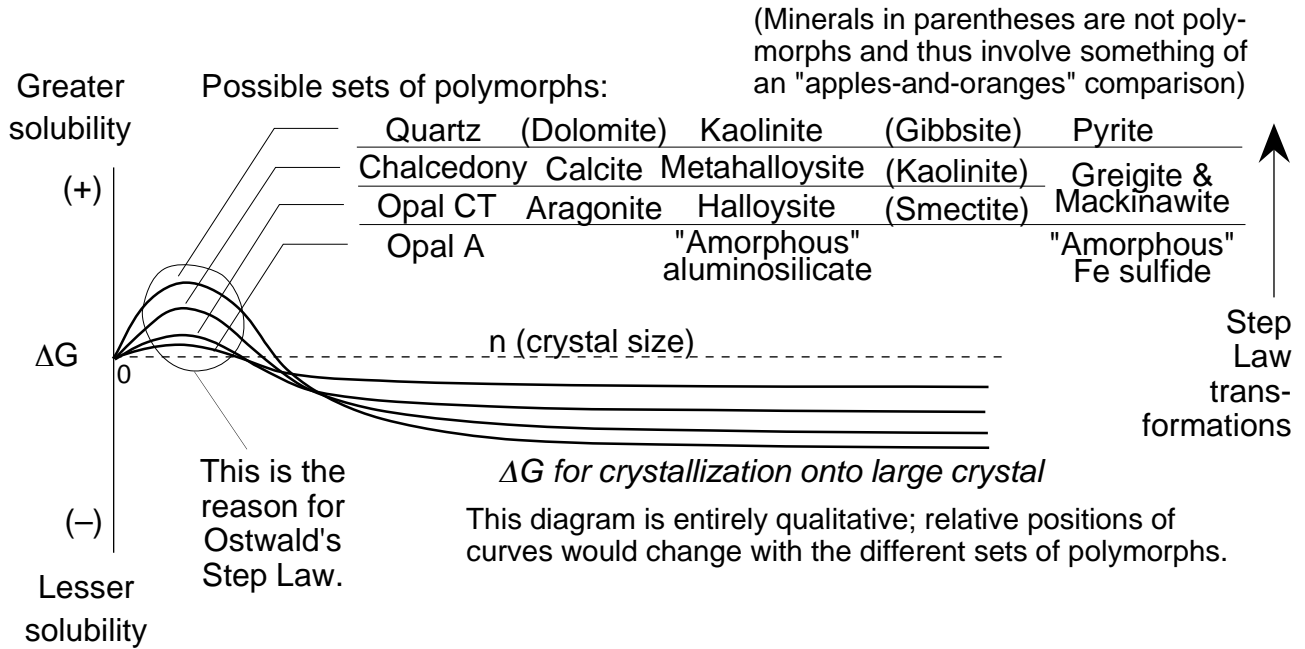 (Minerals in parentheses are not poly-
morphs and thus involve something of
an "apples-and-oranges" comparison)
Greater
solubility
Possible sets of polymorphs:
Quartz (Dolomite) Kaolinite (Gibbsite) Pyrite
Chalcedony Calcite Metahalloysite (Kaolinite) Greigite &
Mackinawite
Opal CT Aragonite Halloysite (Smectite)
Opal A "Amorphous"
aluminosilicate
"Amorphous"
Fe sulfide
(+)
n (crystal size)
ΔG
0
Step
Law
trans-
formations
This is the
reason for
Ostwald's
Step Law.
ΔG for crystallization onto large crystal
This diagram is entirely qualitative; relative positions of
curves would change with the different sets of polymorphs.
(–)
Lesser
solubility